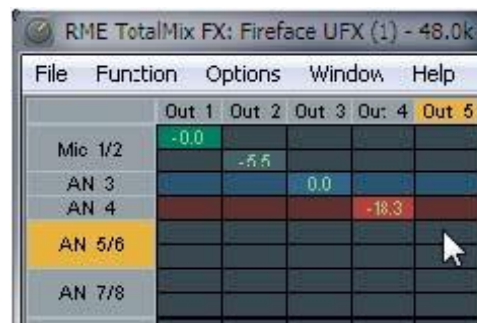 RME TotalMix FX: Fireface UFX (1) - 48.0k
File Function Options Window Help
Out 1 Out 2 Out 3 Out 4 Out 5
Mic 1/2 -0.0
-5.5
AN 3 0.0
AN 4 -18.3
AN 5/6
AN 7/8